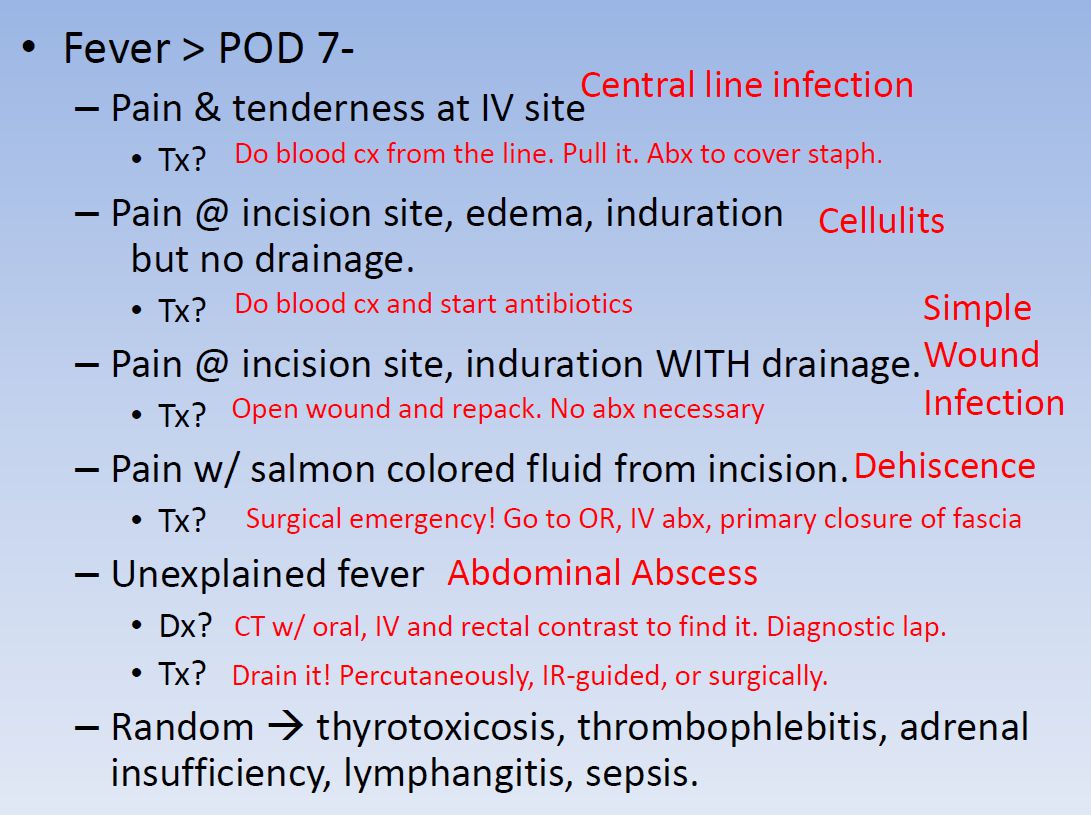 • Fever > POD 7-
Central line infection
– Pain & tenderness at IV site
• Tx? Do blood cx from the line. Pull it. Abx to cover staph.
– Pain @ incision site, edema, induration Cellulits
but no drainage.
• Tx? Do blood cx and start antibiotics
– Pain @ incision site, induration WITH drainage. Simple
Wound
Infection
• Tx? Open wound and repack. No abx necessary
– Pain w/ salmon colored fluid from incision. Dehiscence
• Tx? Surgical emergency! Go to OR, IV abx, primary closure of fascia
– Unexplained fever Abdominal Abscess
• Dx? CT w/ oral, IV and rectal contrast to find it. Diagnostic lap.
• Tx? Drain it! Percutaneously, IR-guided, or surgically.
– Random → thyrotoxicosis, thrombophlebitis, adrenal
insufficiency, lymphangitis, sepsis.